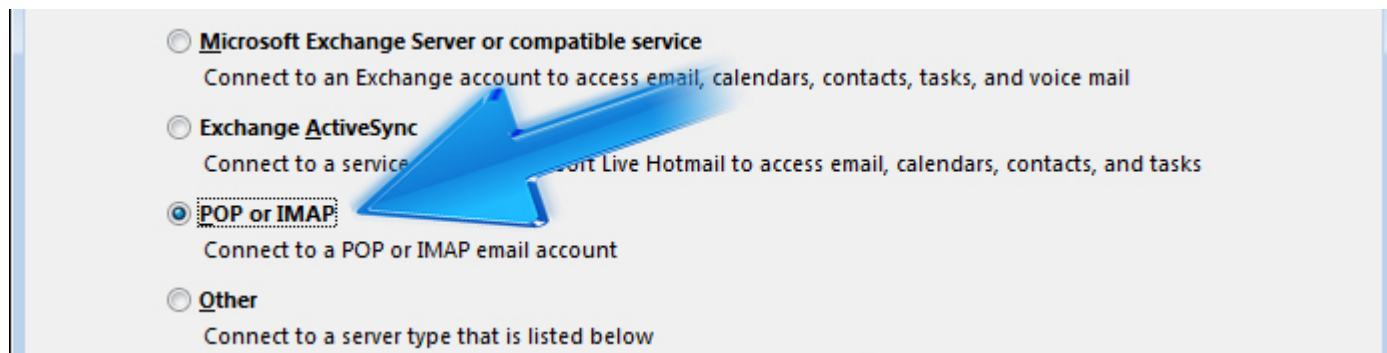 Microsoft Exchange Server or compatible service
Connect to an Exchange account to access email, calendars, contacts, tasks, and voice mail
Exchange ActiveSync
Connect to a service Live Hotmail to access email, calendars, contacts, and tasks
POP or IMAP
Connect to a POP or IMAP email account
Other
Connect to a server type that is listed below